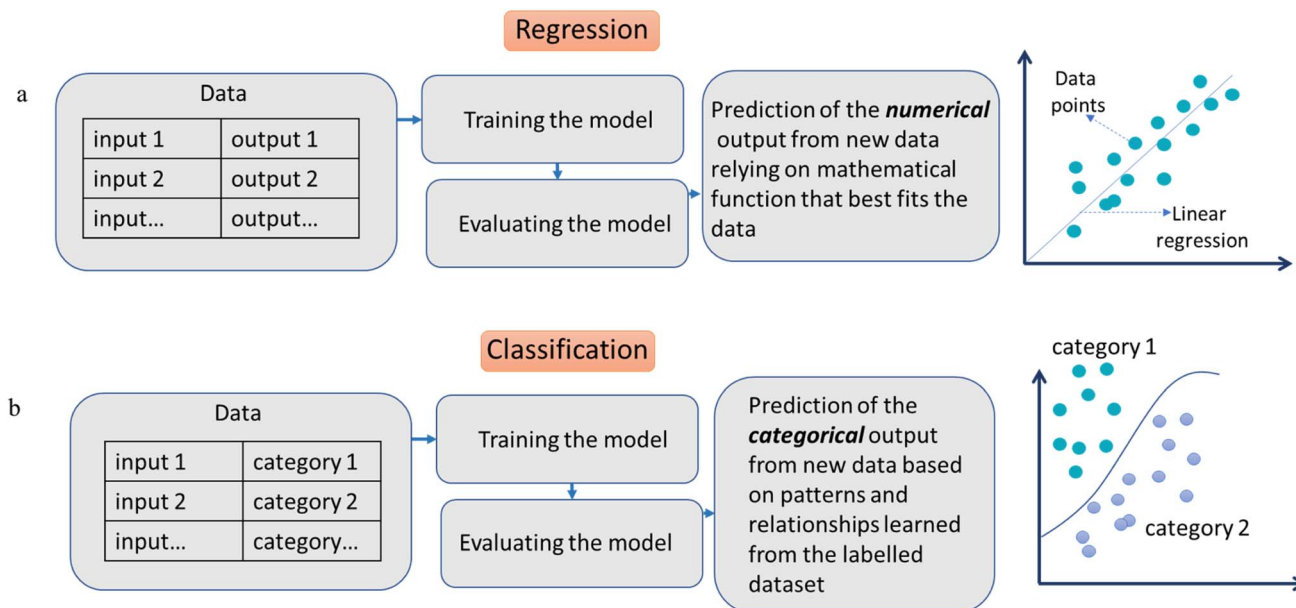 Regression
a
Data
input 1 output 1
input 2 output 2
input... output...
Training the model
Evaluating the model
Prediction of the numerical
output from new data
relying on mathematical
function that best fits the
data
Data
points
Linear
regression
Classification
b
Data
input 1 category 1
input 2 category 2
input... category...
Training the model
Evaluating the model
Prediction of the
categorical output
from new data based
on patterns and
relationships learned
from the labelled
dataset
category 1
category 2